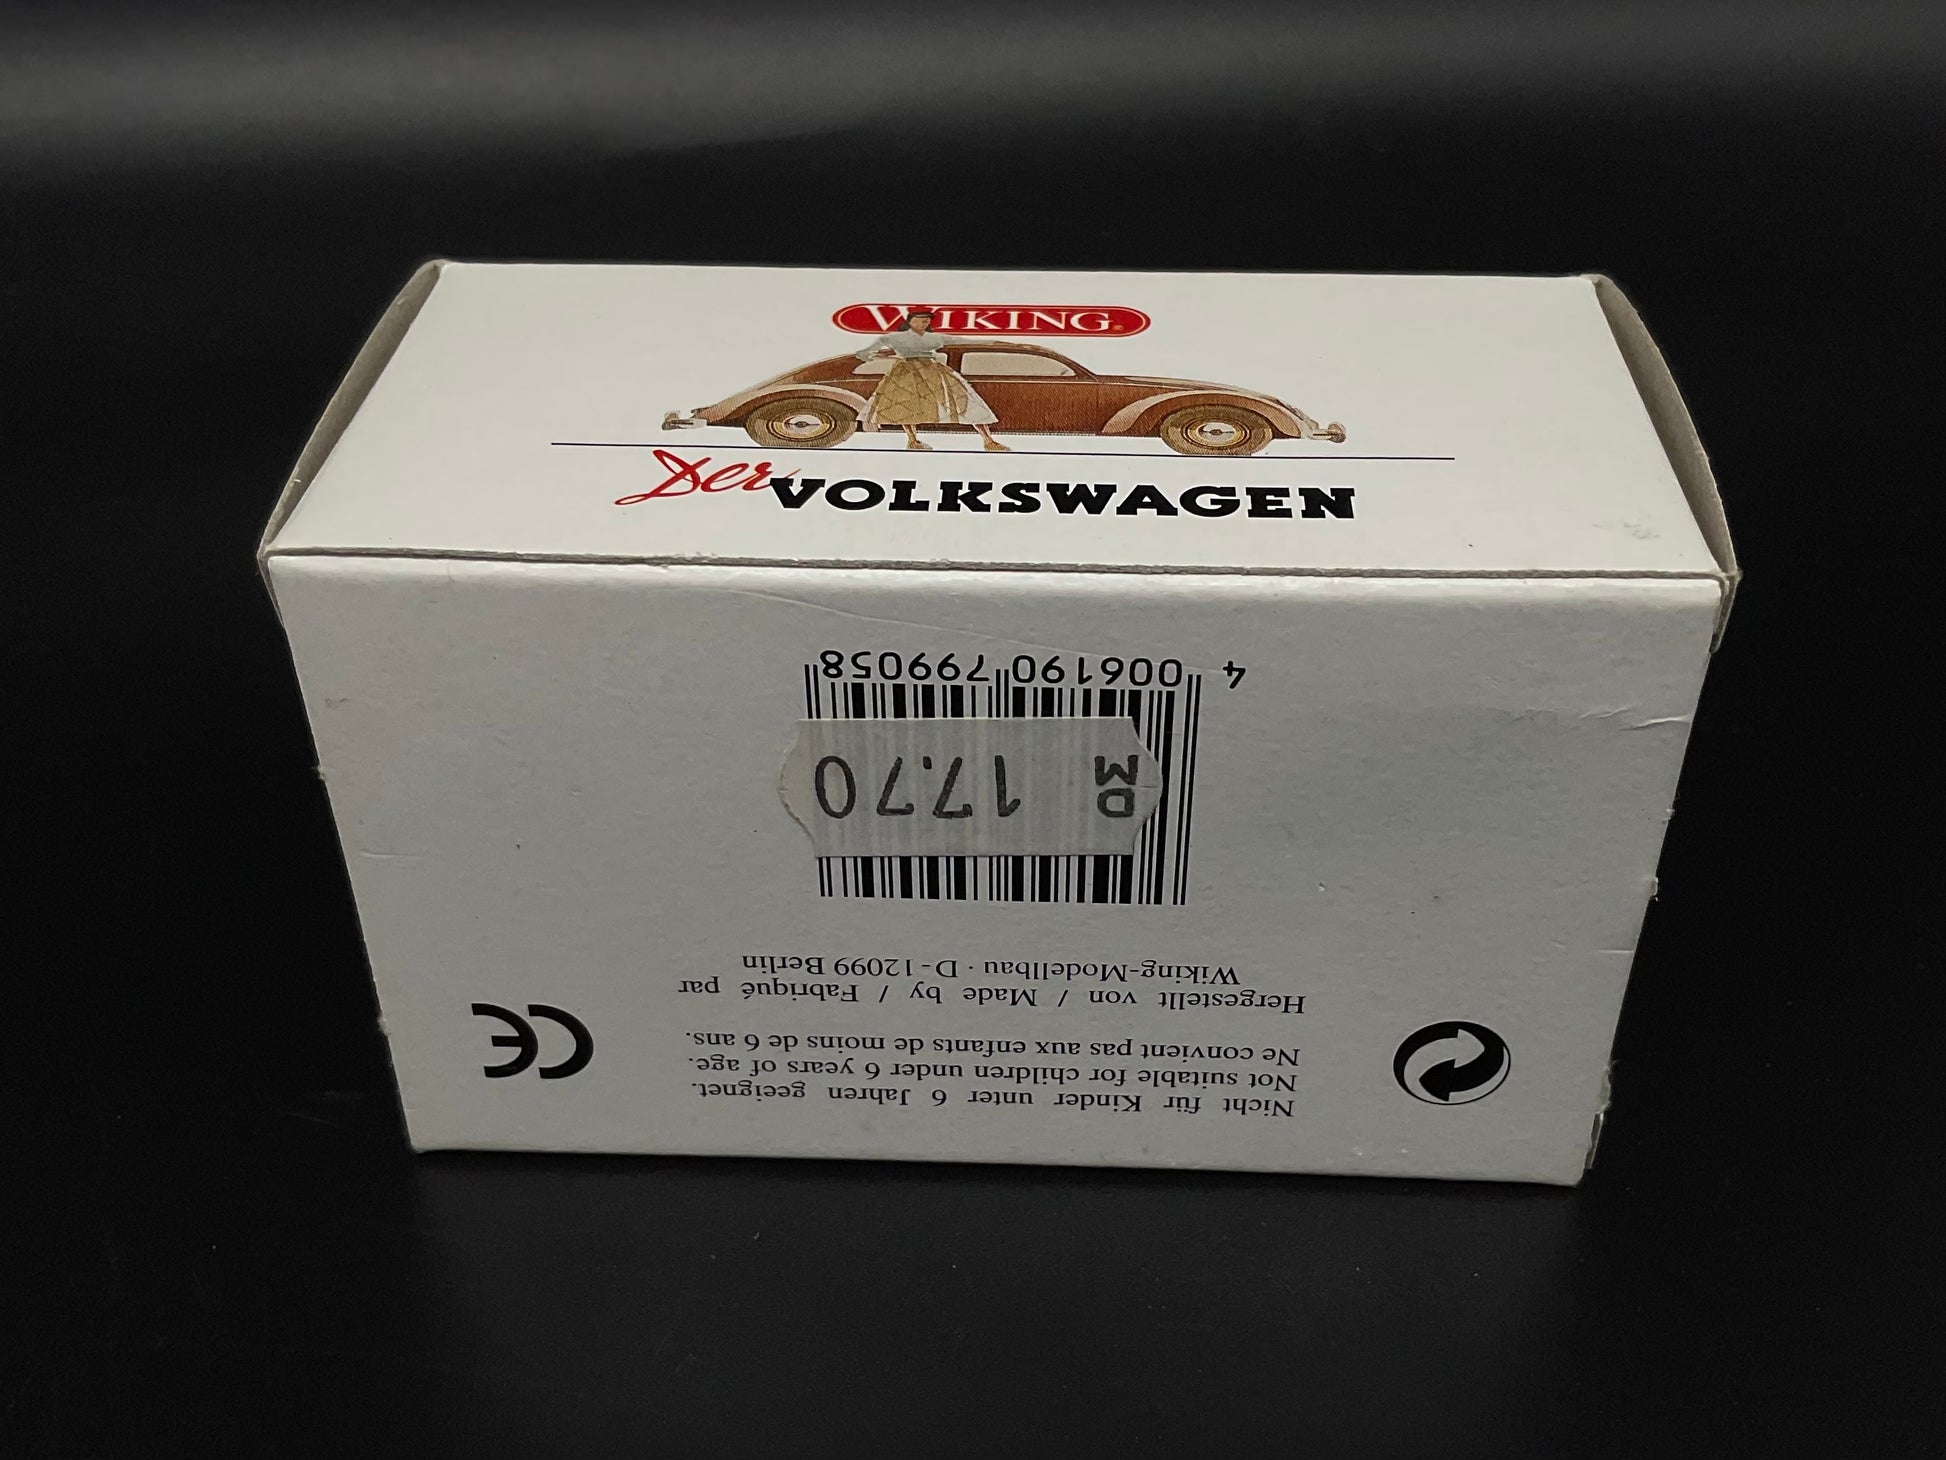 WIKING®
Der VOLKSWAGEN
Nicht für Kinder unter 6 Jahren geeignet.
Not suitable for children under 6 years of age.
Ne convient pas aux enfants de moins de 6 ans.
Hergestellt von / Made by / Fabriqué par
Wiking-Modellbau · D-12099 Berlin
CE
DM 17.70
4 006190 799058